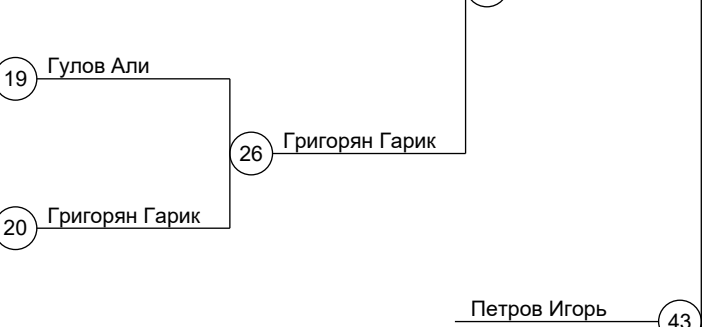 19 Гулов Али
26 Григорян Гарик
20 Григорян Гарик
Петров Игорь 43